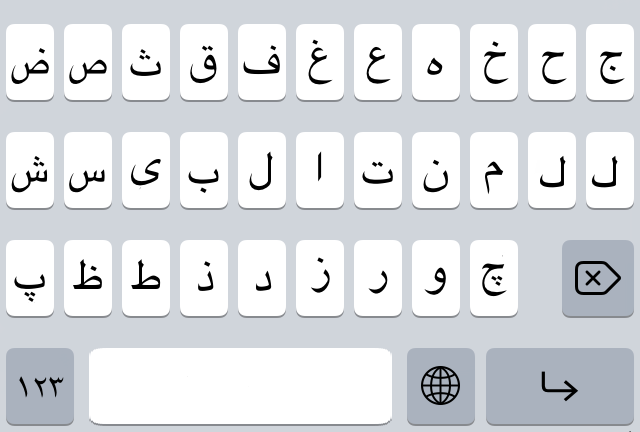 ج ح خ ه ع غ ف ق ث ص ض
ل ل م ن ت ا ل ب ی س ش
چ و ر ز د ذ ط ظ پ
۱۲۳